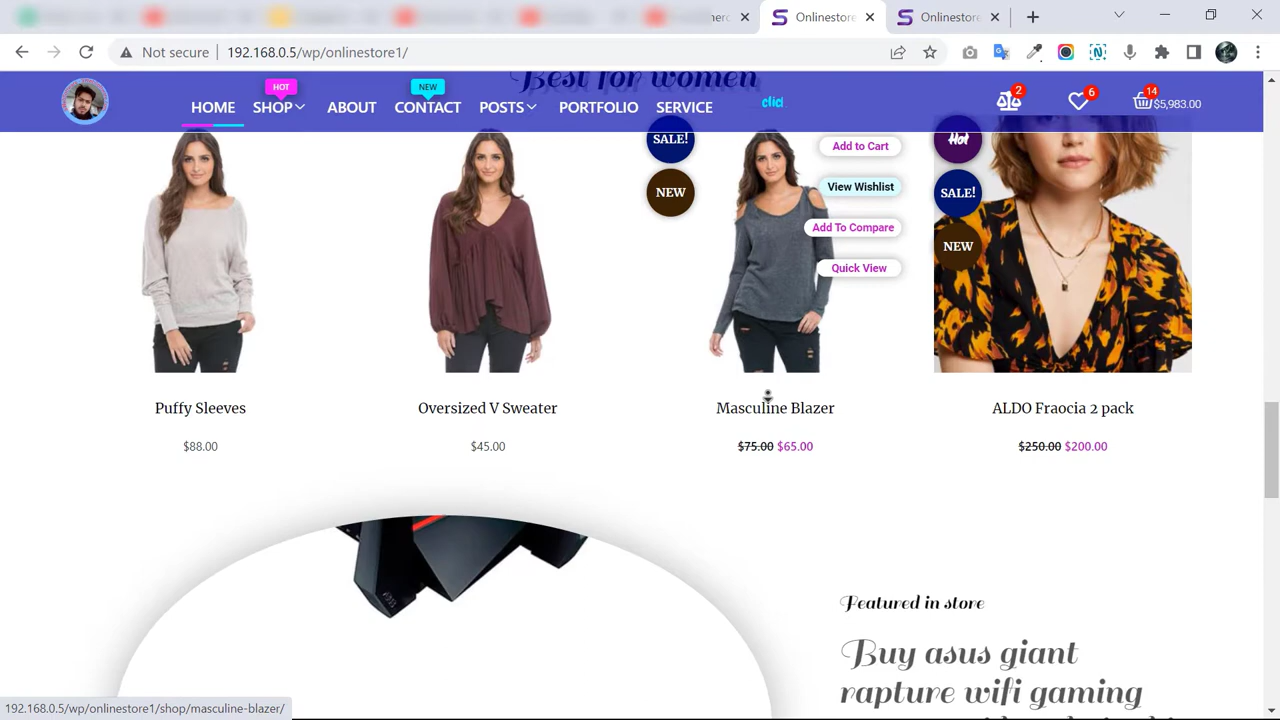 Onlinestore
Onlinestore
Not secure
192.168.0.5/wp/onlinestore1/
Best for women
HOT
NEW
HOME
SHOP
ABOUT
CONTACT
POSTS
PORTFOLIO
SERVICE
clicl
2
6
14
$5,983.00
SALE!
NEW
Add to Cart
View Wishlist
Add To Compare
Quick View
Hot
SALE!
NEW
Puffy Sleeves
Oversized V Sweater
Masculine Blazer
ALDO Fraocia 2 pack
$88.00
$45.00
$75.00 $65.00
$250.00 $200.00
Featured in store
Buy asus giant
rapture wifi gaming
192.168.0.5/wp/onlinestore1/shop/masculine-blazer/